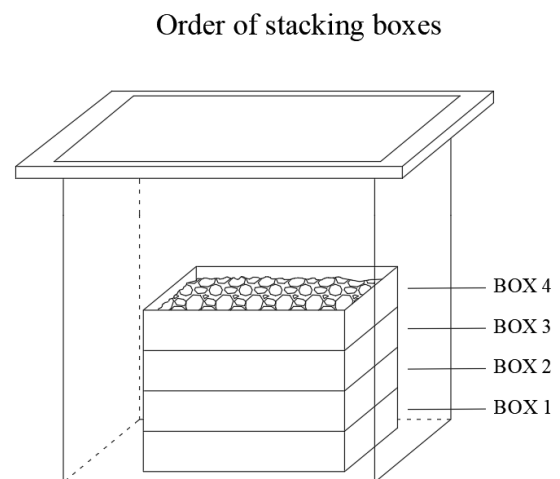 Order of stacking boxes
BOX 4
BOX 3
BOX 2
BOX 1